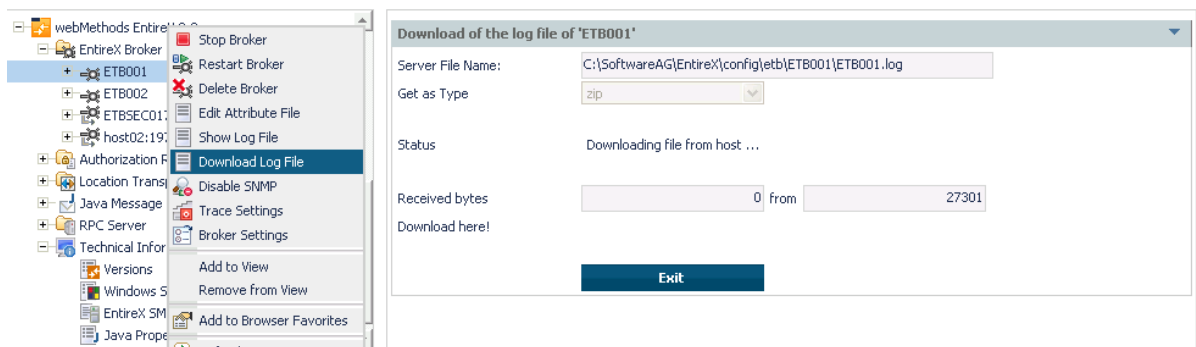 webMethods EntireX
EntireX Broker
ETB001
ETB002
ETBSEC017
host02:197
Authorization R
Location Transp
Java Message
RPC Server
Technical Infor
Versions
Windows S
EntireX SM
Java Prope
Stop Broker
Restart Broker
Delete Broker
Edit Attribute File
Show Log File
Download Log File
Disable SNMP
Trace Settings
Broker Settings
Add to View
Remove from View
Add to Browser Favorites
Download of the log file of 'ETB001'
Server File Name: C:\SoftwareAG\EntireX\config\etb\ETB001\ETB001.log
Get as Type zip
Status Downloading file from host ...
Received bytes 0 from 27301
Download here!
Exit